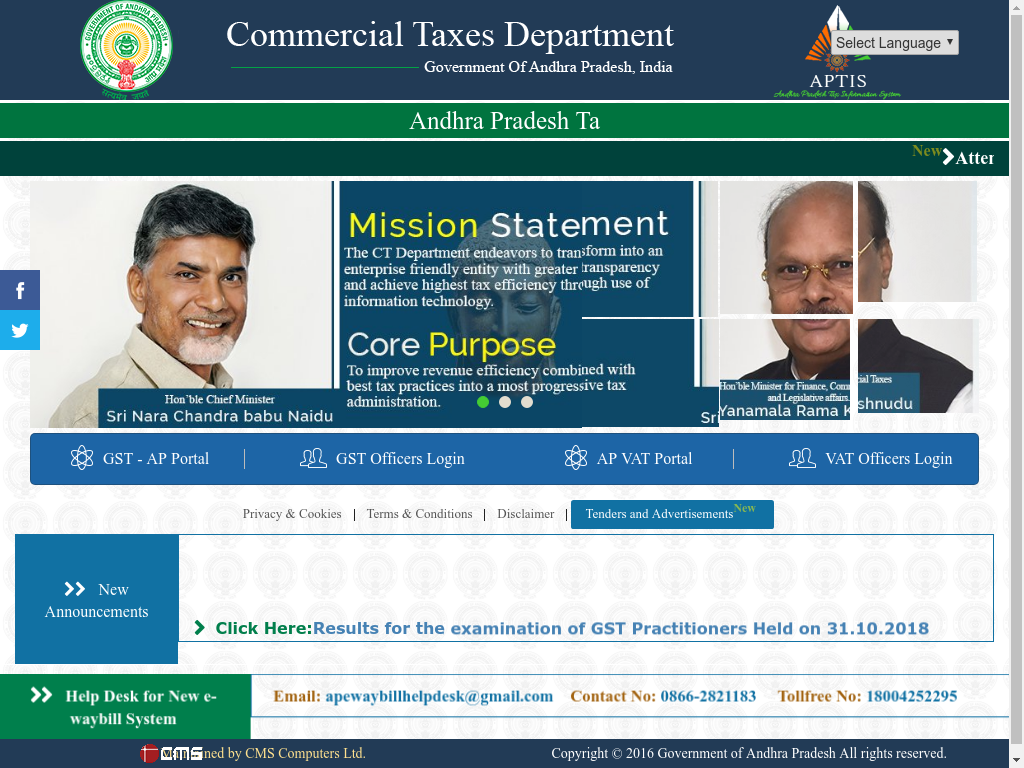 GOVERNMENT OF ANDHRA PRADESH
सत्यमेव जयते
Commercial Taxes Department
Government Of Andhra Pradesh, India
Select Language
APTIS
Andhra Pradesh Tax Information System
Andhra Pradesh Ta
New
Atter
Mission Statement
The CT Department endeavors to transform into an
enterprise friendly entity with greater transparency
and achieve highest tax efficiency through use of
information technology.
Core Purpose
To improve revenue efficiency combined with
best tax practices into a most progressive tax
administration.
Hon'ble Chief Minister
Sri Nara Chandra babu Naidu
Sri
Hon'ble Minister for Finance, Com
cial Taxes
and Legislative affairs.
Yanamala Rama K
ishnudu
GST - AP Portal
GST Officers Login
AP VAT Portal
VAT Officers Login
Privacy & Cookies | Terms & Conditions | Disclaimer | Tenders and Advertisements New
New
Announcements
Click Here:Results for the examination of GST Practitioners Held on 31.10.2018
Help Desk for New e-
waybill System
Email: apewaybillhelpdesk@gmail.com Contact No: 0866-2821183 Tollfree No: 18004252295
CMS
ined by CMS Computers Ltd.
Copyright © 2016 Government of Andhra Pradesh All rights reserved.